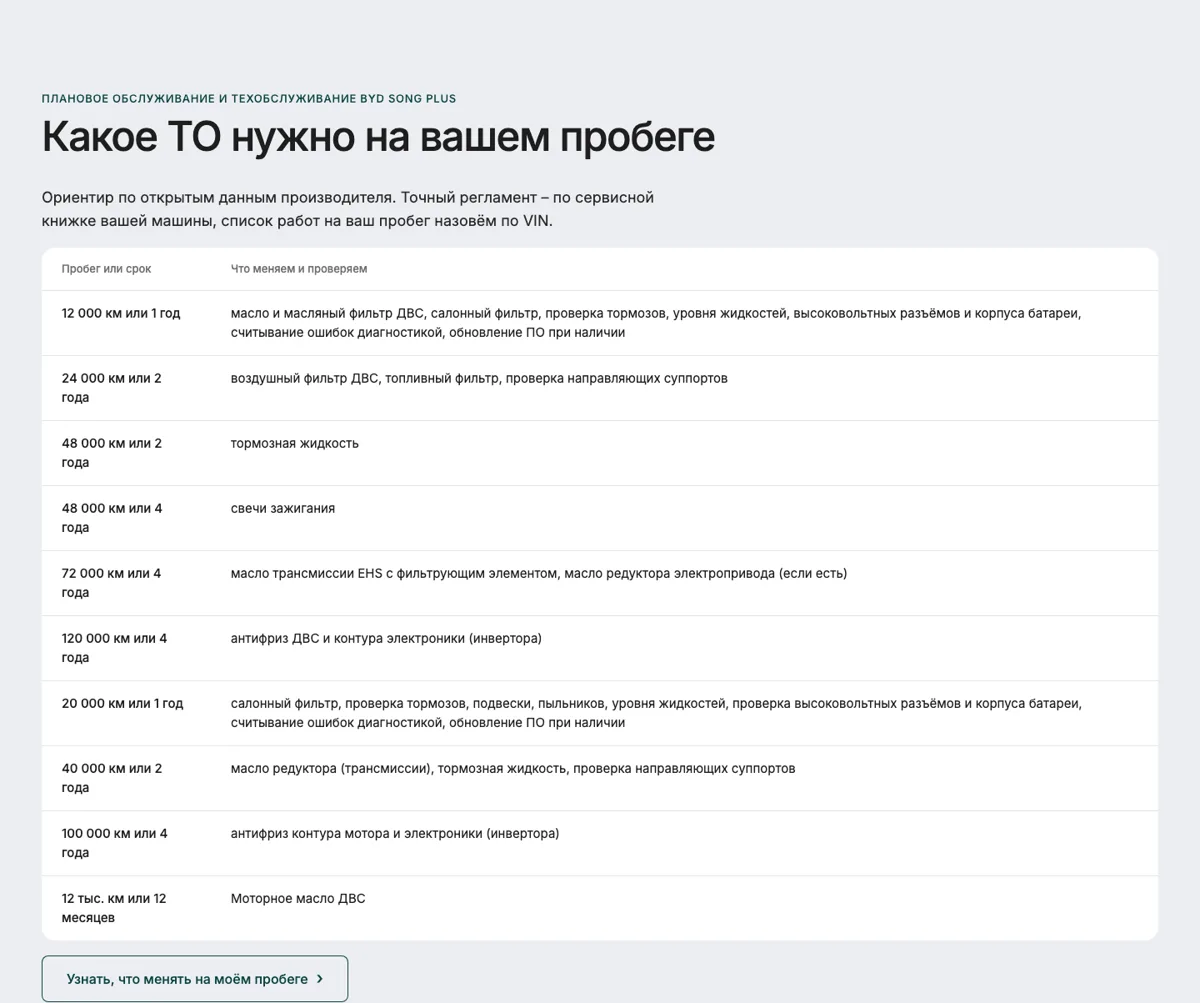 ПЛАНОВОЕ ОБСЛУЖИВАНИЕ И ТЕХОБСЛУЖИВАНИЕ BYD SONG PLUS
Какое ТО нужно на вашем пробеге
Ориентир по открытым данным производителя. Точный регламент – по сервисной
книжке вашей машины, список работ на ваш пробег назовём по VIN.
Пробег или срок Что меняем и проверяем
12 000 км или 1 год масло и масляный фильтр ДВС, салонный фильтр, проверка тормозов, уровня жидкостей, высоковольтных разъёмов и корпуса батареи,
считывание ошибок диагностикой, обновление ПО при наличии
24 000 км или 2 воздушный фильтр ДВС, топливный фильтр, проверка направляющих суппортов
года
48 000 км или 2 тормозная жидкость
года
48 000 км или 4 свечи зажигания
года
72 000 км или 4 масло трансмиссии EHS с фильтрующим элементом, масло редуктора электропривода (если есть)
года
120 000 км или 4 антифриз ДВС и контура электроники (инвертора)
года
20 000 км или 1 год салонный фильтр, проверка тормозов, подвески, пыльников, уровня жидкостей, проверка высоковольтных разъёмов и корпуса батареи,
считывание ошибок диагностикой, обновление ПО при наличии
40 000 км или 2 масло редуктора (трансмиссии), тормозная жидкость, проверка направляющих суппортов
года
100 000 км или 4 антифриз контура мотора и электроники (инвертора)
года
12 тыс. км или 12 Моторное масло ДВС
месяцев
Узнать, что менять на моём пробеге